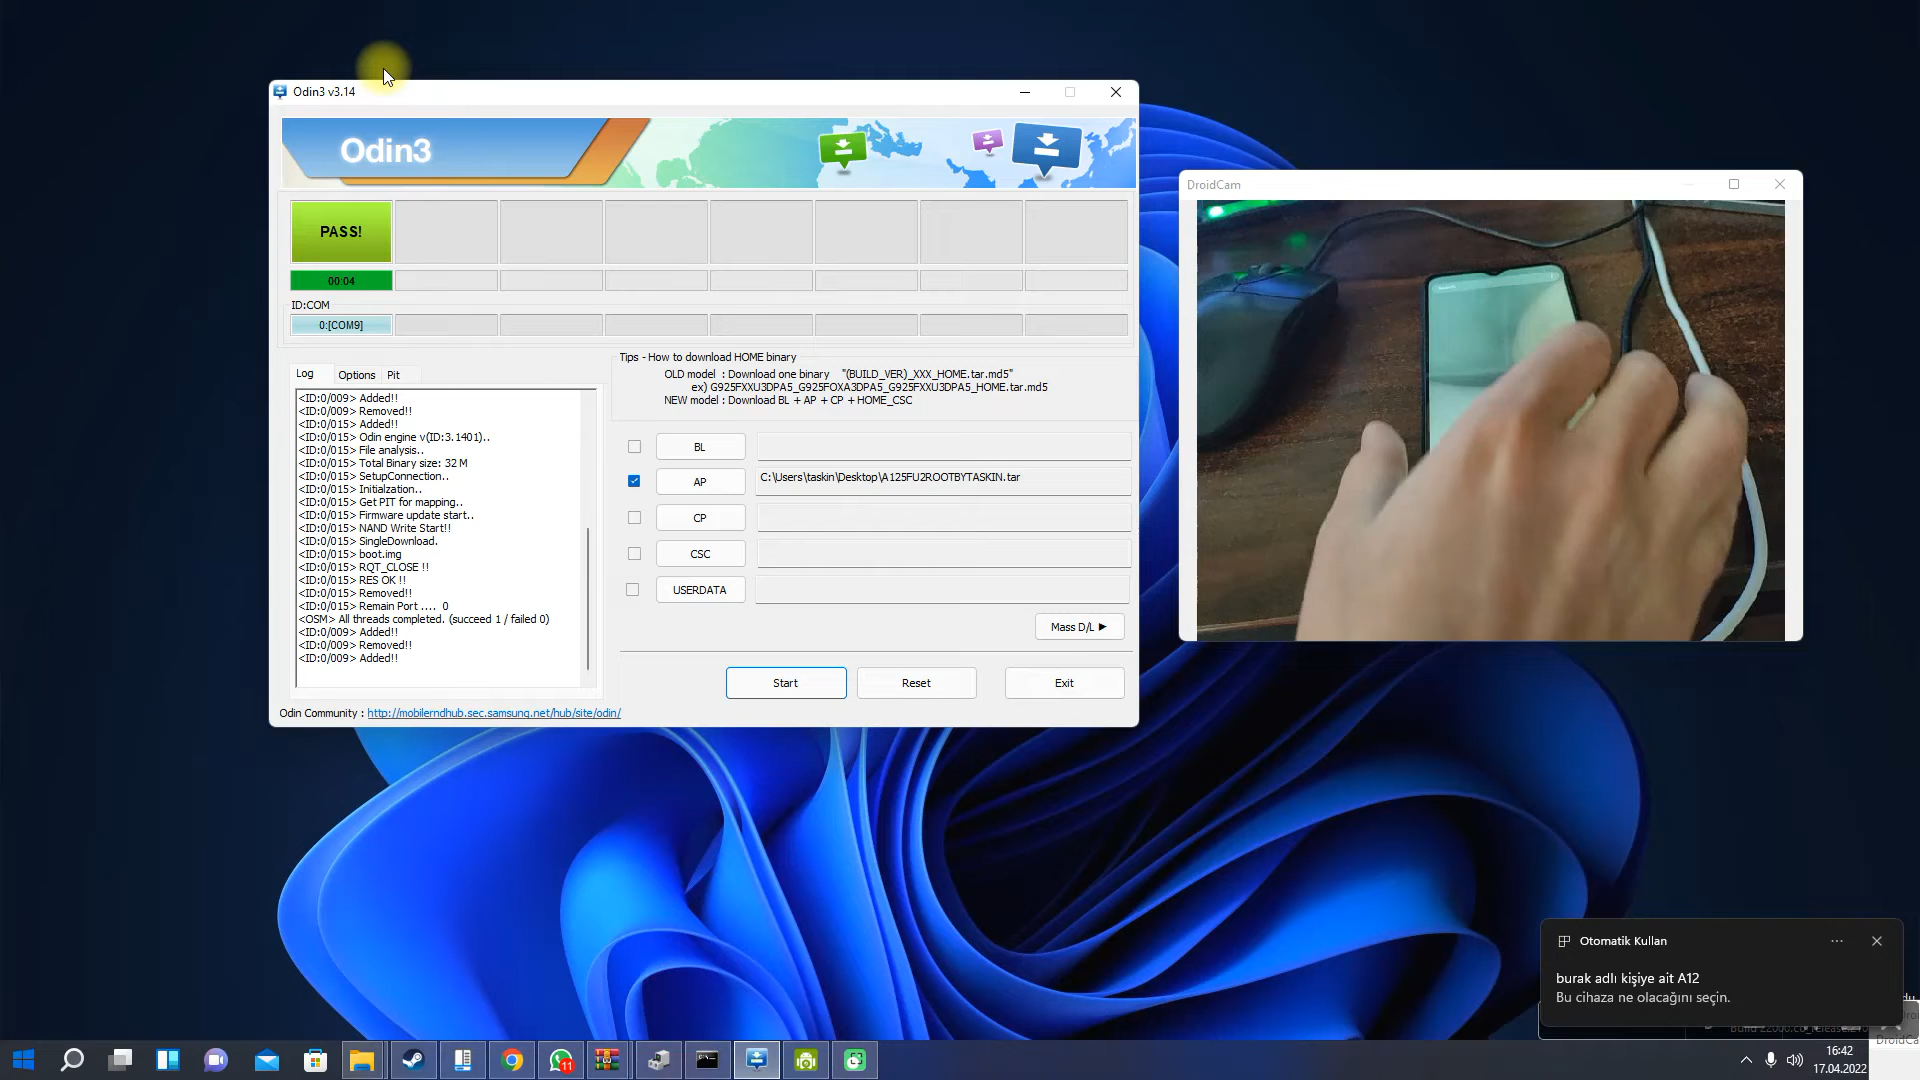 Odin3 v3.14
DroidCam
Odin3
PASS!
00:04
ID:COM
0:[COM9]
Log
Options
Pit
<ID:0/009> Added!!
<ID:0/009> Removed!!
<ID:0/009> Added!!
<ID:0/015> Odin engine v(ID:3.1401)..
<ID:0/015> File analysis..
<ID:0/015> Total Binary size: 32 M
<ID:0/015> SetupConnection..
<ID:0/015> Initialzation..
<ID:0/015> Get PIT for mapping..
<ID:0/015> Firmware update start..
<ID:0/015> NAND Write Start!!
<ID:0/015> SingleDownload.
<ID:0/015> boot.img
<ID:0/015> RQT_CLOSE !!
<ID:0/015> RES OK !!
<ID:0/015> Removed!!
<ID:0/015> Remain Port .... 0
<OSM> All threads completed. (succeed 1 / failed 0)
<ID:0/009> Added!!
<ID:0/009> Removed!!
<ID:0/009> Added!!
Tips - How to download HOME binary
OLD model : Download one binary "(BUILD_VER)_XXX_HOME.tar.md5"
ex) G925FXXU3DPA5_G925FOXA3DPA5_G925FXXU3DPA5_HOME.tar.md5
NEW model : Download BL + AP + CP + HOME_CSC
BL
AP
C:\Users\taskin\Desktop\A125FU2ROOTBYTASKIN.tar
CP
CSC
USERDATA
Mass D/L
Start
Reset
Exit
Odin Community : http://mobilerndhub.sec.samsung.net/hub/site/odin/
Otomatik Kullan
burak adlı kişiye ait A12
Bu cihaza ne olacağını seçin.
11
16:42
17.04.2022